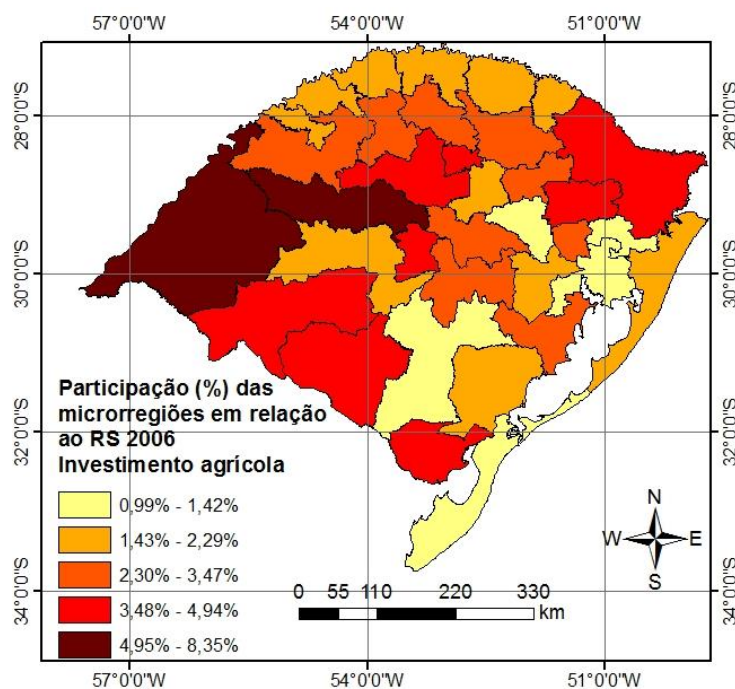 57°0'0"W 54°0'0"W 51°0'0"W
28°0'0"S 28°0'0"S
30°0'0"S 30°0'0"S
32°0'0"S 32°0'0"S
34°0'0"S 34°0'0"S
Participação (%) das
microrregiões em relação
ao RS 2006
Investimento agrícola
0,99% - 1,42%
1,43% - 2,29%
2,30% - 3,47%
3,48% - 4,94%
4,95% - 8,35%
N
W E
S
0 55 110 220 330
km
57°0'0"W 54°0'0"W 51°0'0"W